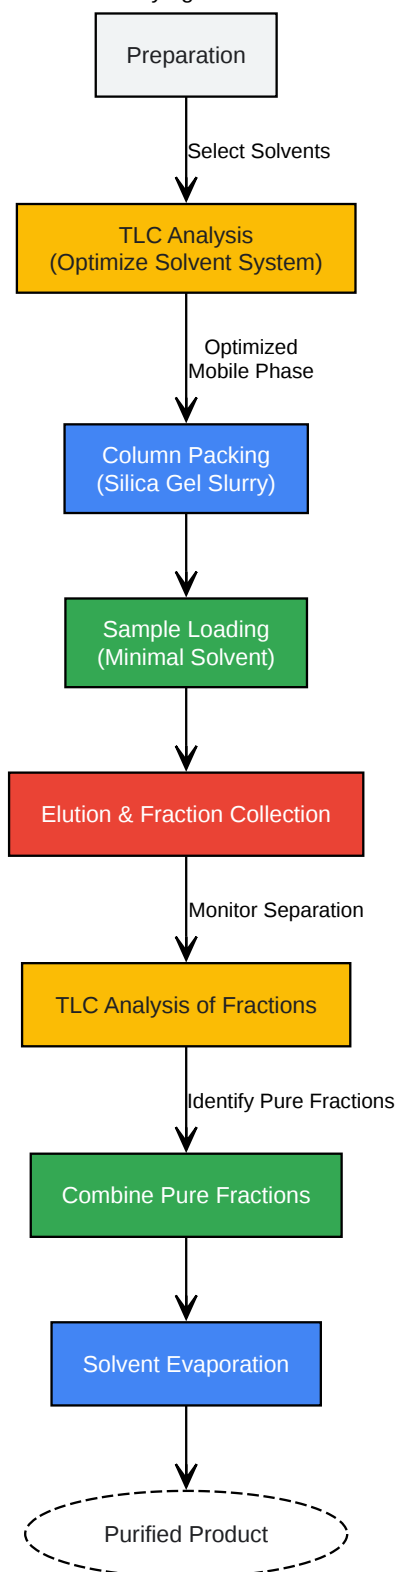 Preparation
Select Solvents
TLC Analysis
(Optimize Solvent System)
Optimized
Mobile Phase
Column Packing
(Silica Gel Slurry)
Sample Loading
(Minimal Solvent)
Elution & Fraction Collection
Monitor Separation
TLC Analysis of Fractions
Identify Pure Fractions
Combine Pure Fractions
Solvent Evaporation
Purified Product